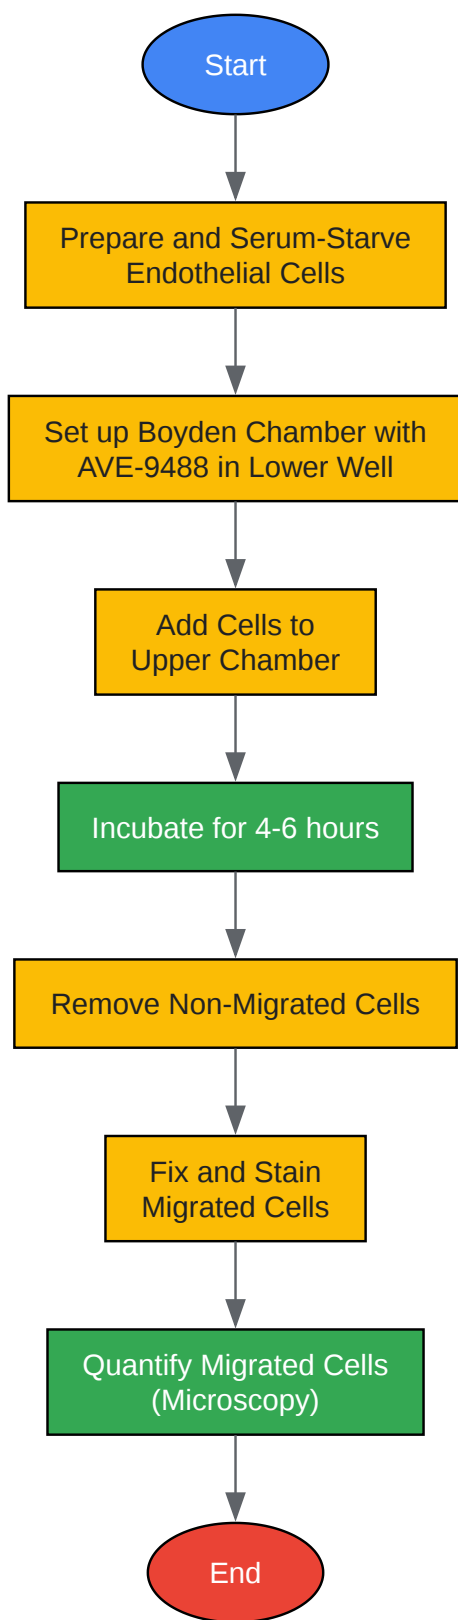 Start
Prepare and Serum-Starve
Endothelial Cells
Set up Boyden Chamber with
AVE-9488 in Lower Well
Add Cells to
Upper Chamber
Incubate for 4-6 hours
Remove Non-Migrated Cells
Fix and Stain
Migrated Cells
Quantify Migrated Cells
(Microscopy)
End